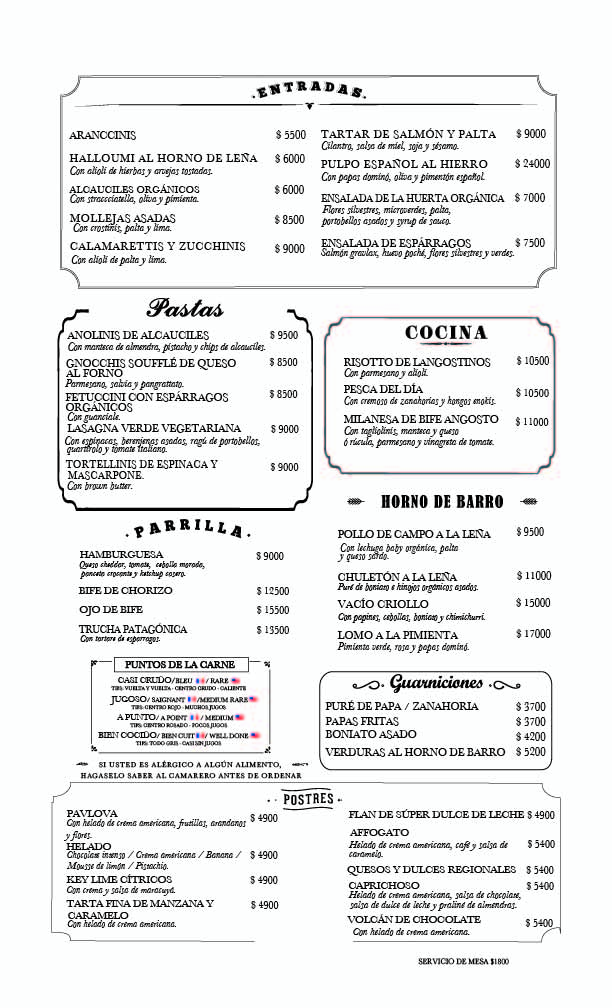 ENTRADAS
ARANCCINIS $ 5500
HALLOUMI AL HORNO DE LEÑA $ 6000
Con alioli de hierbas y arvejas tostadas.
ALCAUCILES ORGÁNICOS $ 6000
Con straccciatella, oliva y pimienta.
MOLLEJAS ASADAS $ 8500
Con crostinis, palta y lima.
CALAMARETTIS Y ZUCCHINIS $ 9000
Con alioli de palta y lima.
TARTAR DE SALMÓN Y PALTA $ 9000
Cilantro, salsa de miel, soja y sésamo.
PULPO ESPAÑOL AL HIERRO $ 24000
Con papas dominó, oliva y pimentón español.
ENSALADA DE LA HUERTA ORGÁNICA $ 7000
Flores silvestres, microverdes, palta,
portobellos asados y syrup de sauco.
ENSALADA DE ESPÁRRAGOS $ 7500
Salmón gravlax, huevo poché, flores silvestres y verdes.
Pastas
ANOLINIS DE ALCAUCILES $ 9500
Con manteca de almendra, pistacho y chips de alcauciles.
GNOCCHIS SOUFFLÉ DE QUESO $ 8500
AL FORNO
Parmesano, salvia y pangrattato.
FETUCCINI CON ESPÁRRAGOS $ 8500
ORGÁNICOS
Con guanciale.
LASAGNA VERDE VEGETARIANA $ 9000
Con espinacas, berenjenas asadas, ragú de portobellos,
quartirolo y tomate italiano.
TORTELLINIS DE ESPINACA Y $ 9000
MASCARPONE.
Con brown butter.
COCINA
RISOTTO DE LANGOSTINOS $ 10500
Con parmesano y alioli.
PESCA DEL DÍA $ 10500
Con cremoso de zanahorias y hongos enokis.
MILANESA DE BIFE ANGOSTO $ 11000
Con tagliolinis, manteca y queso
ó rúcula, parmesano y vinagreta de tomate.
PARRILLA
HAMBURGUESA $ 9000
Queso cheddar, tomate, cebolla morada,
panceta crocante y ketchup casero.
BIFE DE CHORIZO $ 12500
OJO DE BIFE $ 15500
TRUCHA PATAGÓNICA $ 13500
Con tartare de esparragos.
HORNO DE BARRO
POLLO DE CAMPO A LA LEÑA $ 9500
Con lechuga baby orgánica, palta
y queso sardo.
CHULETÓN A LA LEÑA $ 11000
Puré de boniato e hinojos orgánicos asados.
VACÍO CRIOLLO $ 15000
Con papines, cebollas, boniato y chimichurri.
LOMO A LA PIMIENTA $ 17000
Pimienta verde, rosa y papas dominó.
PUNTOS DE LA CARNE
CASI CRUDO/BLEU / RARE
TIPS: VUELTA Y VUELTA - CENTRO CRUDO - CALIENTE
JUGOSO/ SAIGNANT /MEDIUM RARE
TIPS: CENTRO ROJO - MUCHOS JUGOS
A PUNTO/ A POINT / MEDIUM
TIPS: CENTRO ROSADO - POCOS JUGOS
BIEN COCIDO/ BIEN CUIT / WELL DONE
TIPS: TODO GRIS - CASI SIN JUGOS
SI USTED ES ALÉRGICO A ALGÚN ALIMENTO,
HAGASELO SABER AL CAMARERO ANTES DE ORDENAR
Guarniciones
PURÉ DE PAPA / ZANAHORIA $ 3700
PAPAS FRITAS $ 3700
BONIATO ASADO $ 4200
VERDURAS AL HORNO DE BARRO $ 5200
POSTRES
PAVLOVA $ 4900
Con helado de crema americana, frutillas, arandanos
y flores.
HELADO
Chocolate intenso / Crema americana / Banana / $ 4900
Mousse de limón / Pistachio.
KEY LIME CÍTRICOS $ 4900
Con crema y salsa de maracuyá.
TARTA FINA DE MANZANA Y $ 4900
CARAMELO
Con helado de crema americana.
FLAN DE SÚPER DULCE DE LECHE $ 4900
AFFOGATO
Helado de crema americana, café y salsa de $ 5400
caramelo.
QUESOS Y DULCES REGIONALES $ 5400
CAPRICHOSO $ 5400
Helado de crema americana, salsa de chocolate,
salsa de dulce de leche y praline de almendras.
VOLCÁN DE CHOCOLATE $ 5400
Con helado de crema americana.
SERVICIO DE MESA $1800